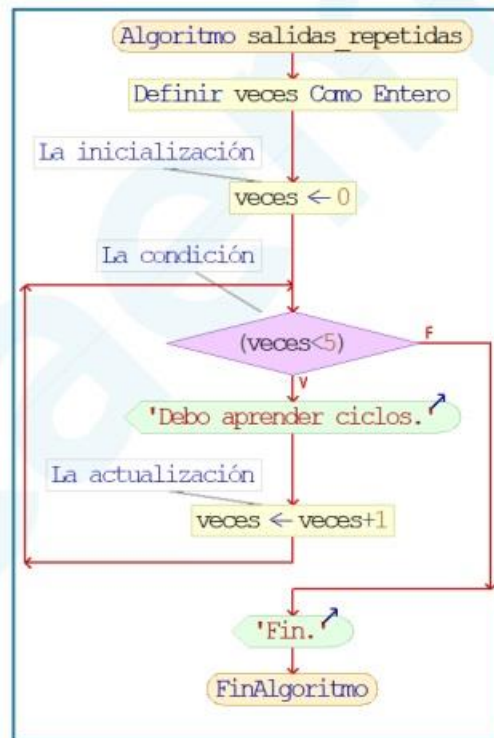 Algoritmo salidas_repetidas
Definir veces Como Entero
La inicialización
veces ← 0
La condición
(veces<5)
F
V
'Debo aprender ciclos.'
La actualización
veces ← veces+1
'Fin.'
FinAlgoritmo